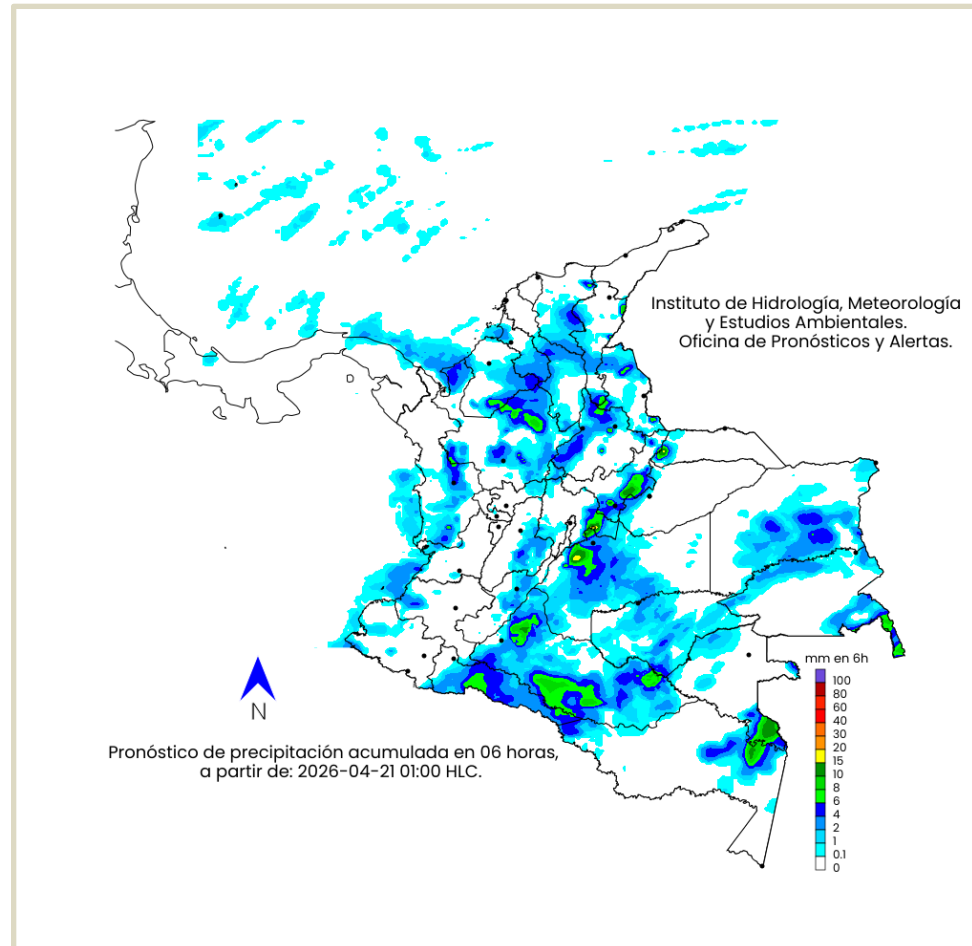 Instituto de Hidrología, Meteorología
y Estudios Ambientales.
Oficina de Pronósticos y Alertas.
mm en 6h
100
80
60
40
30
20
15
10
8
6
4
2
1
0.1
0
N
Pronóstico de precipitación acumulada en 06 horas,
a partir de: 2026-04-21 01:00 HLC.